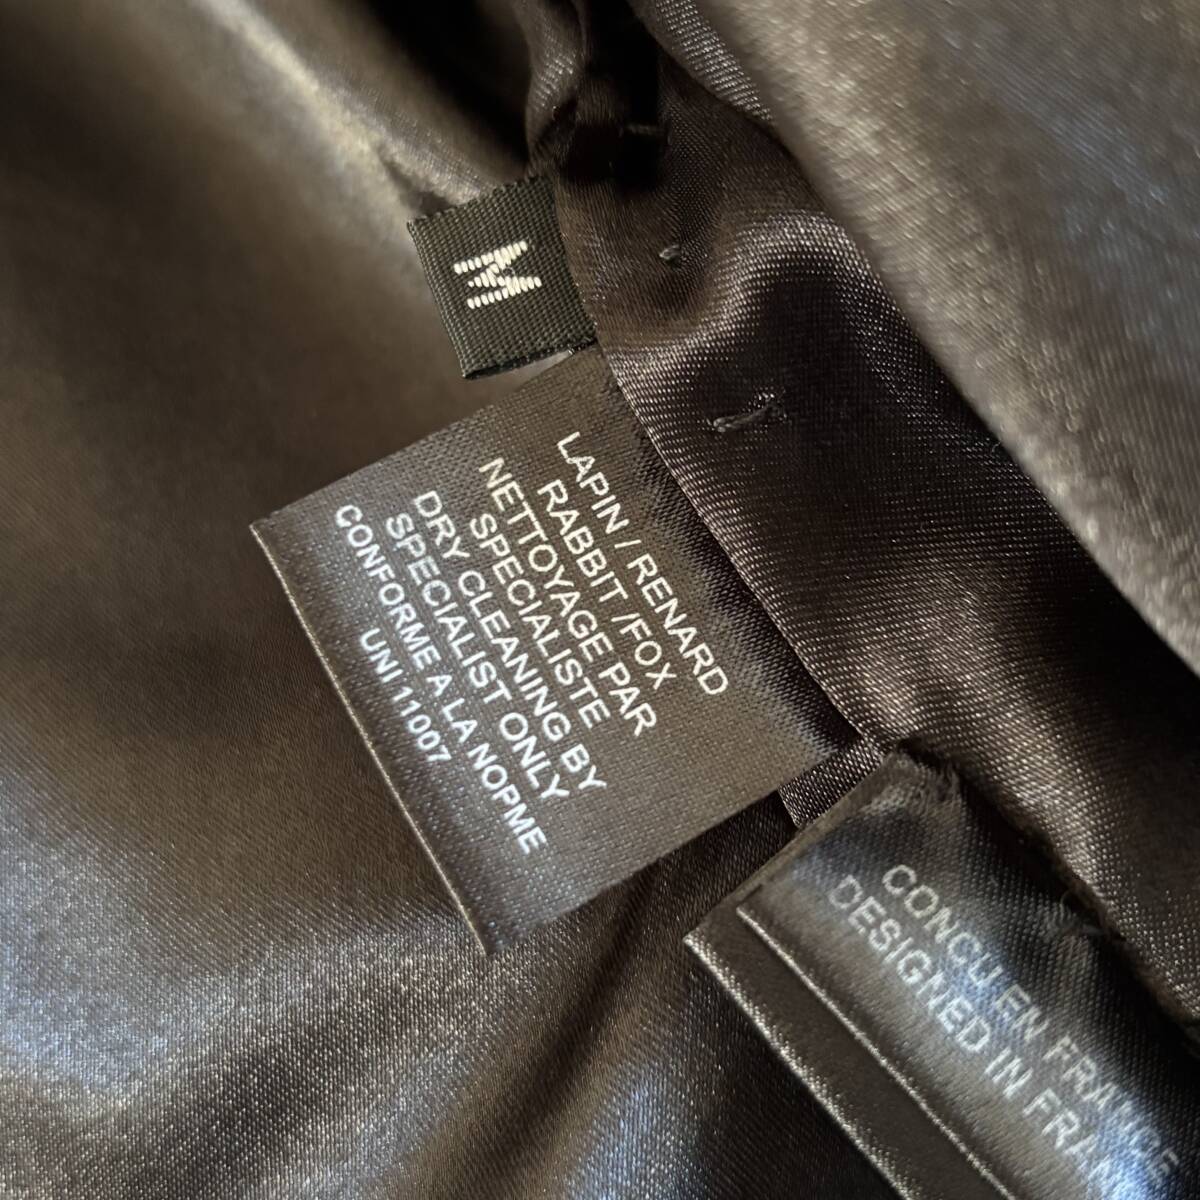 M
LAPIN / RENARD
RABBIT /FOX
NETTOYAGE PAR
SPECIALISTE
DRY CLEANING BY
SPECIALIST ONLY
CONFORME A LA NOPME
UNI 11007
CONCU EN FRANCE
DESIGNED IN FRAN